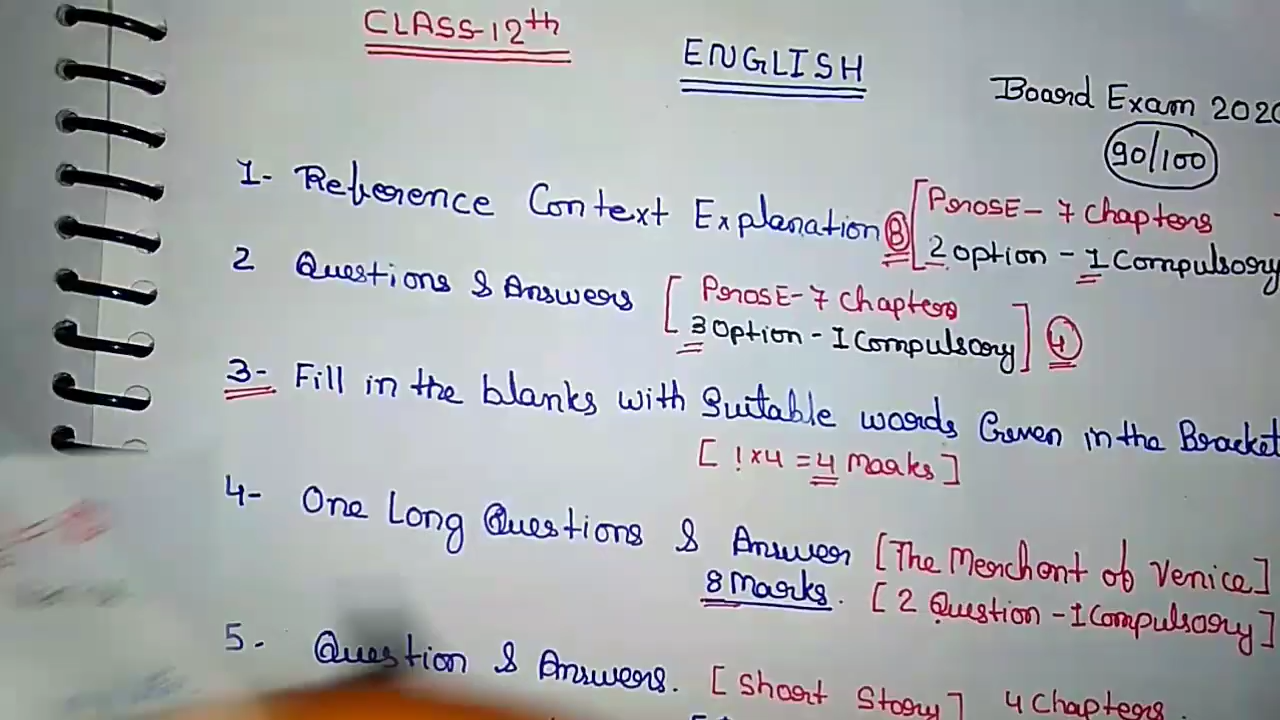 CLASS-12th
ENGLISH
Board Exam 2020
90/100
1- Reference Context Explanation 8 [ ProsE - 7 Chapters
2 option - 1 Compulsory
2 Questions & Answers [ ProsE - 7 Chapters
3 Option - 1 Compulsory ] 4
3- Fill in the blanks with Suitable words Given in the Bracket
[ 1x4 = 4 Marks ]
4- One Long Questions & Answer [The Merchant of Venice]
8 Marks. [ 2 Question - 1 Compulsory ]
5. Question & Answers. [ Short Story ] 4 Chapters.